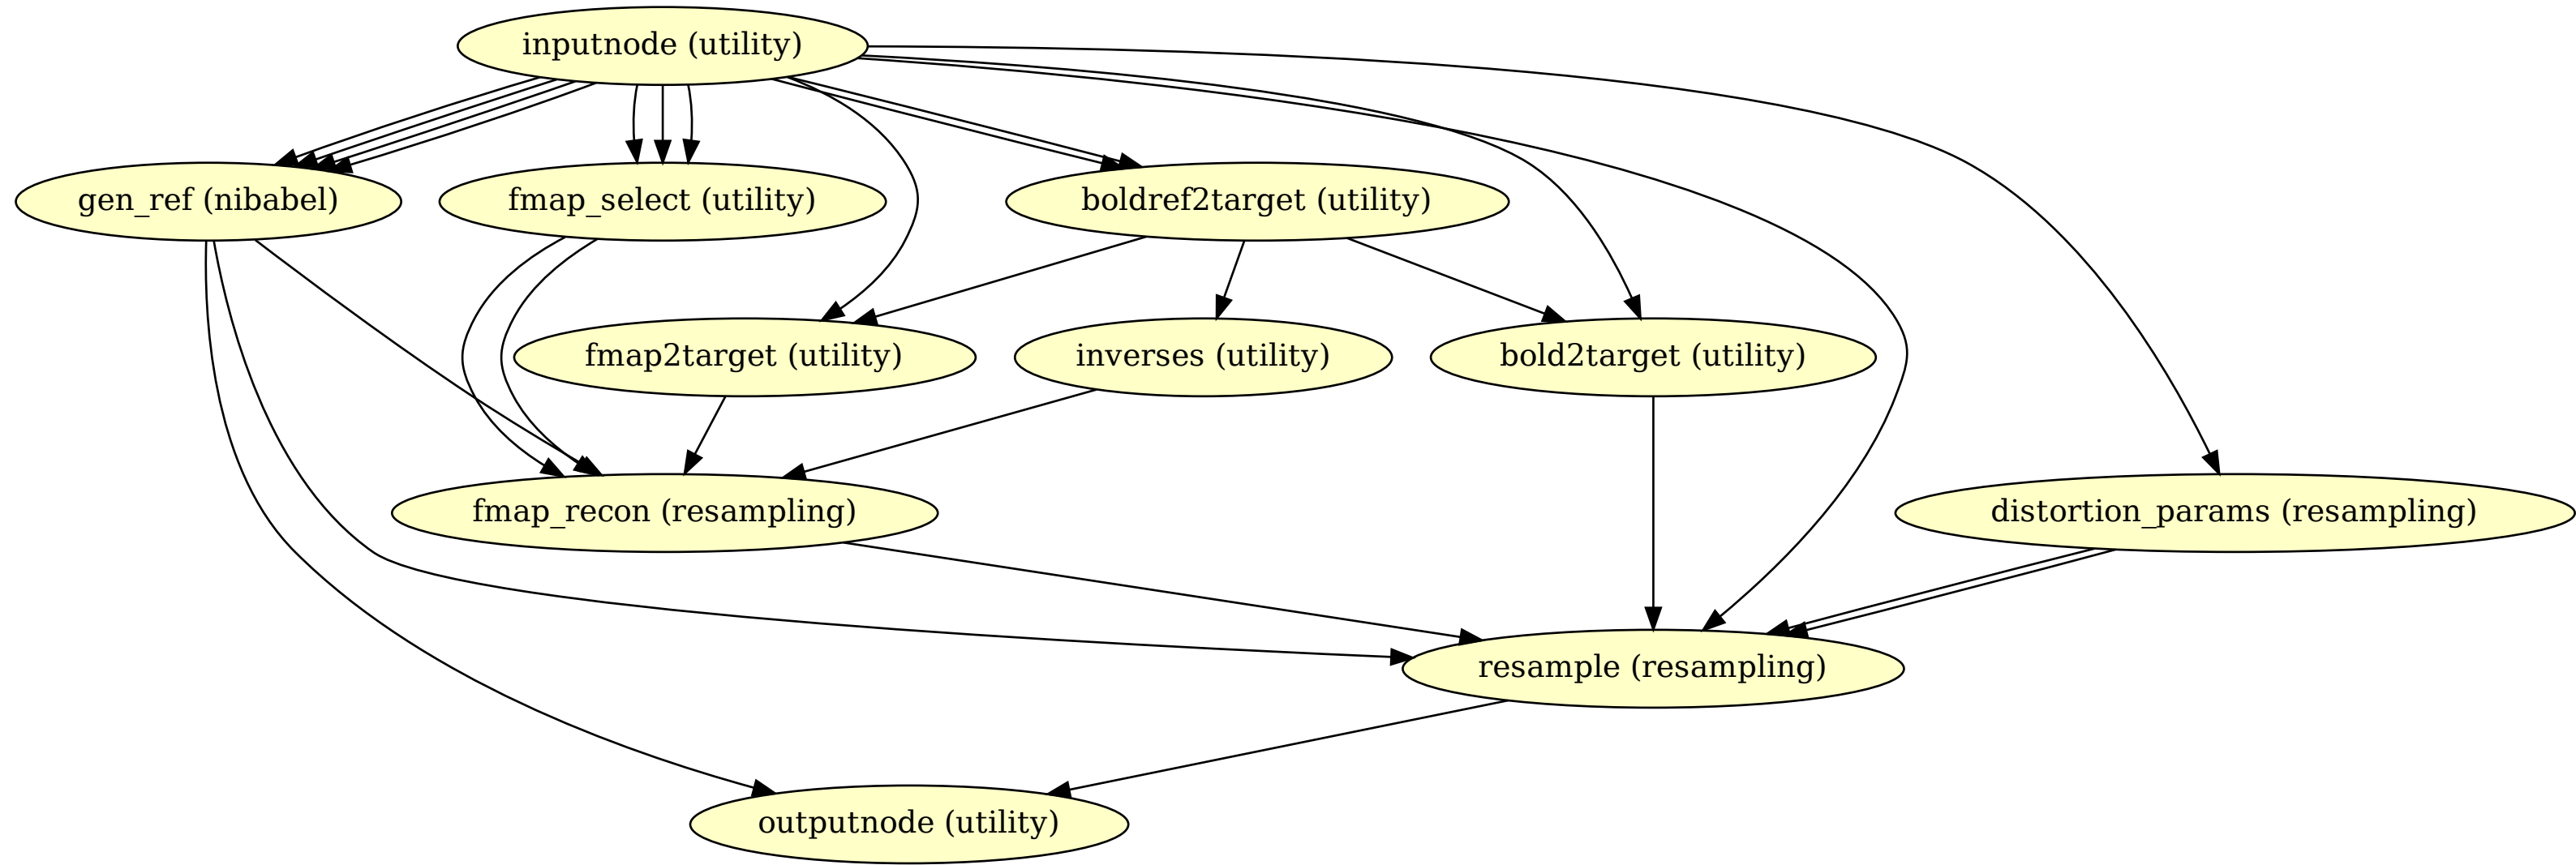 inputnode (utility)
gen_ref (nibabel)
fmap_select (utility)
boldref2target (utility)
fmap2target (utility)
inverses (utility)
bold2target (utility)
fmap_recon (resampling)
distortion_params (resampling)
resample (resampling)
outputnode (utility)